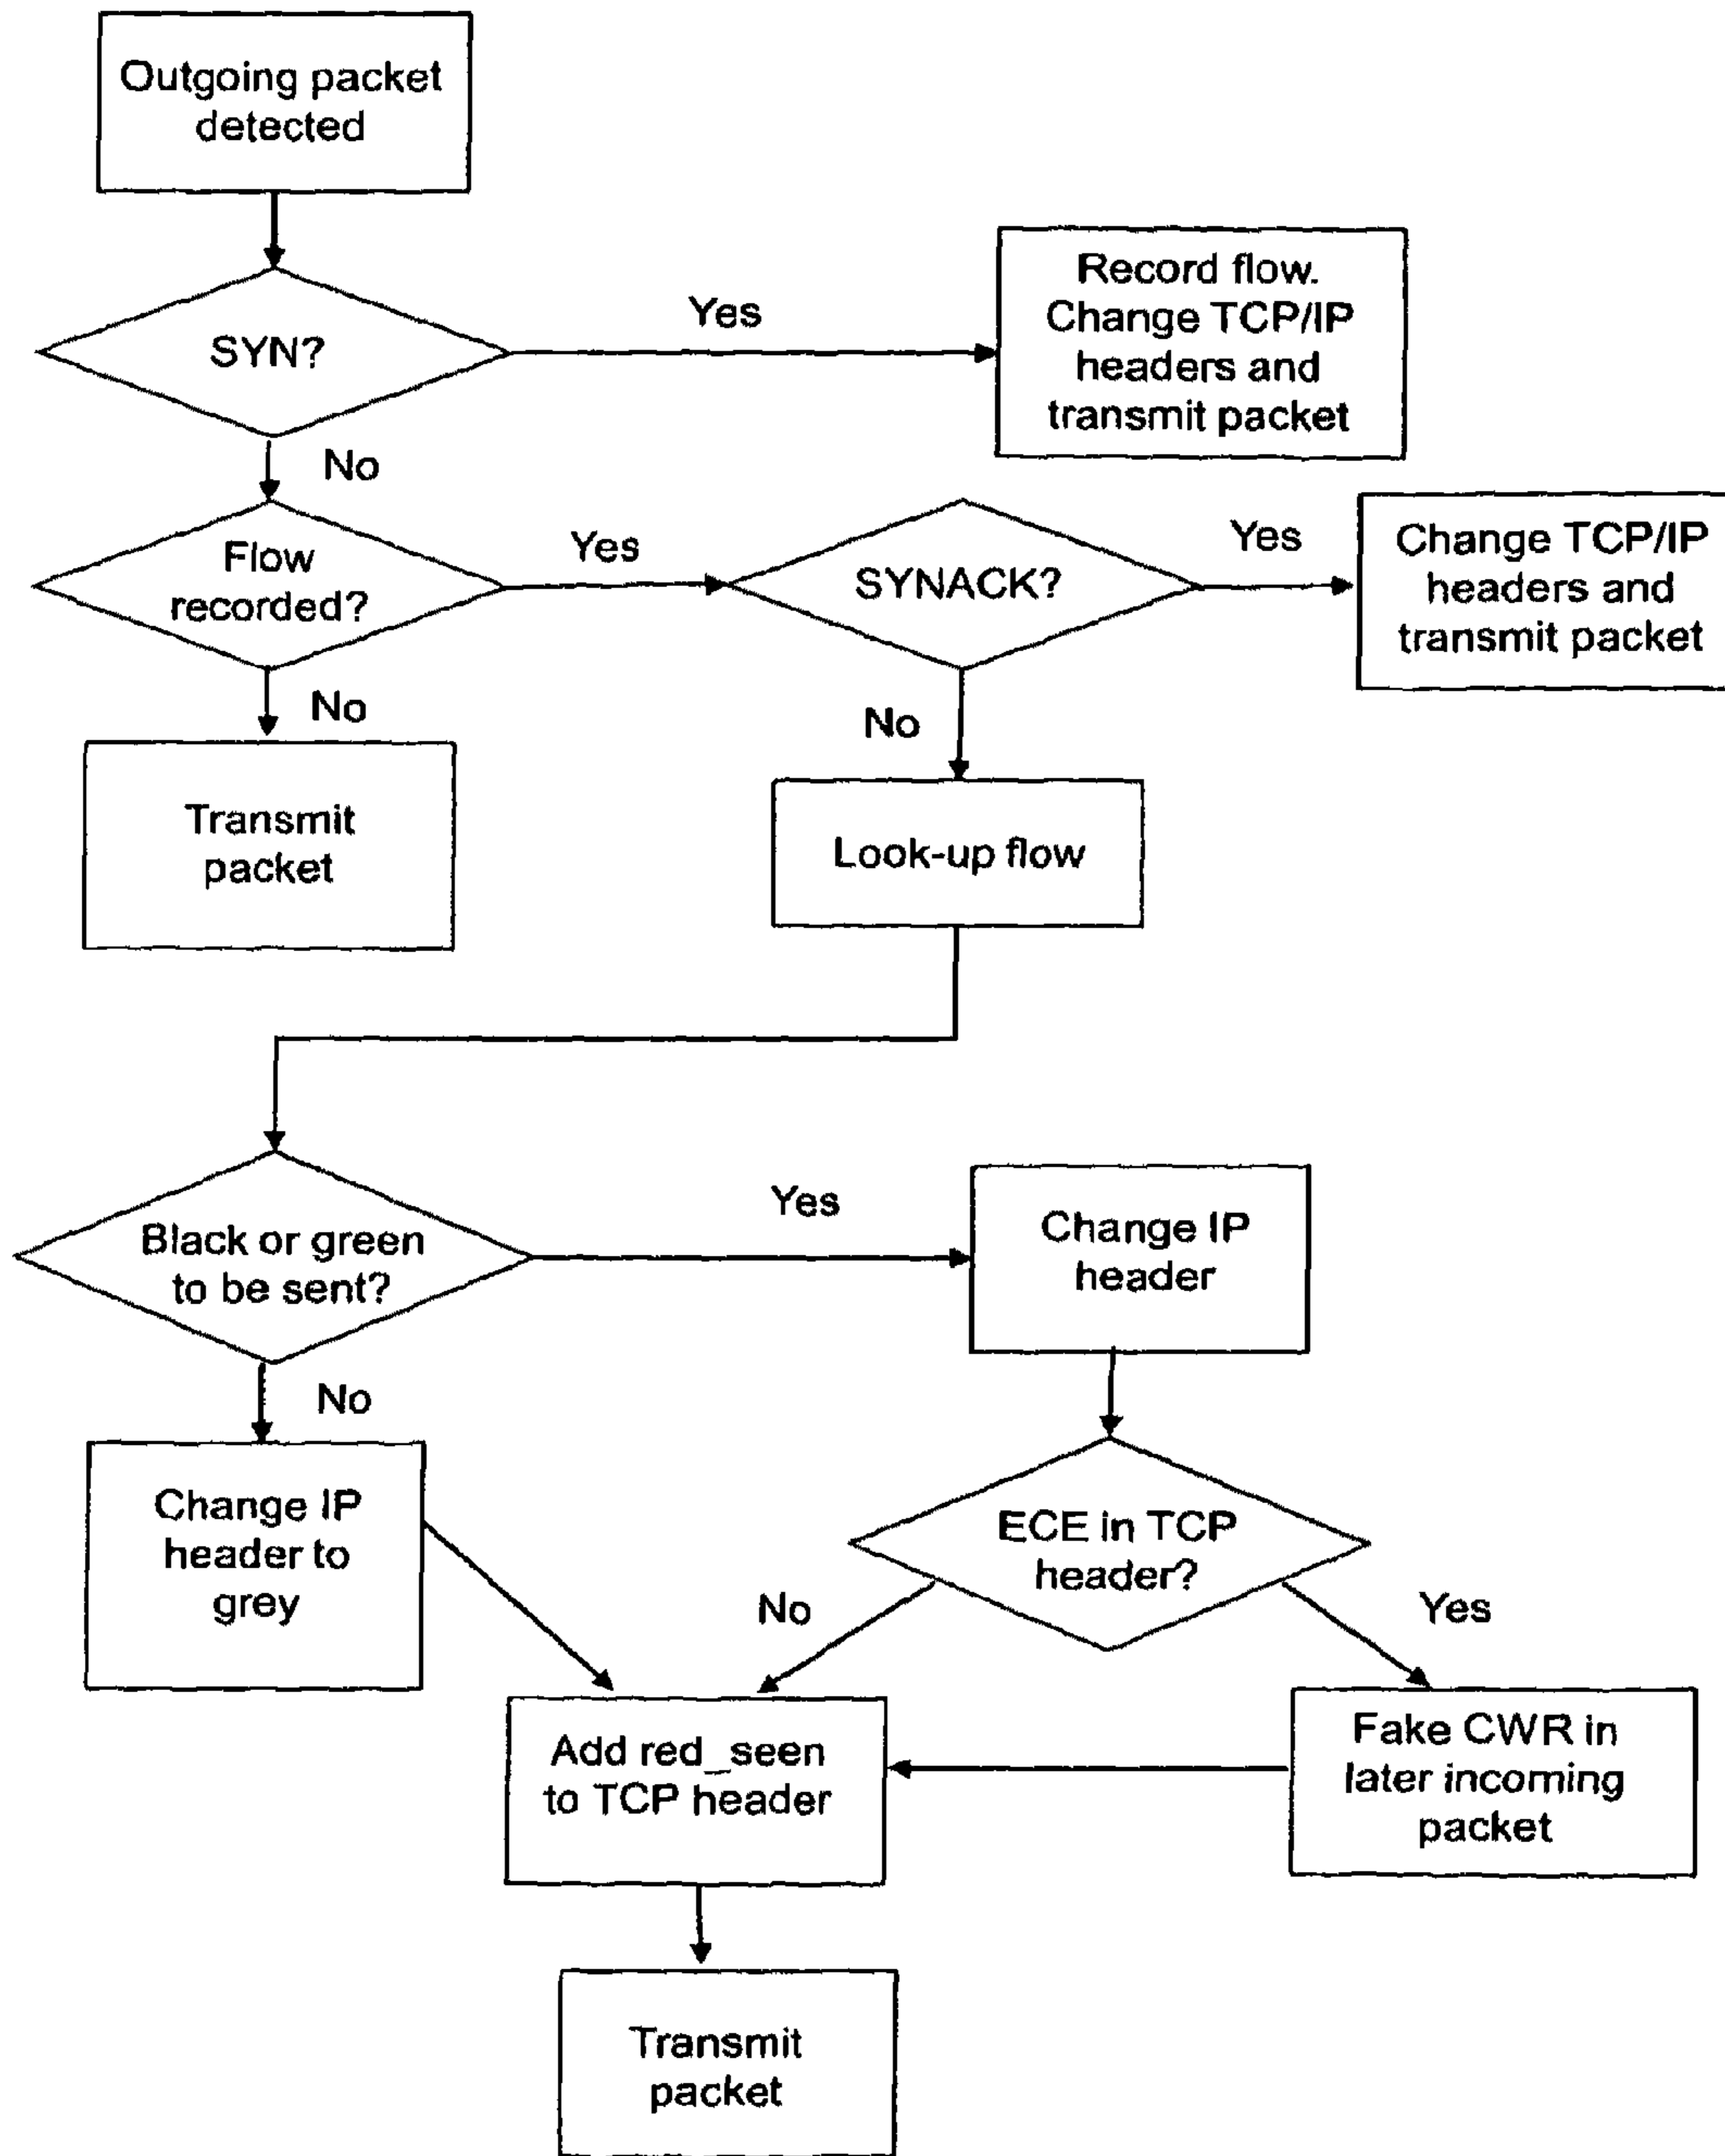 Outgoing packet
detected
SYN?
Yes
Record flow.
Change TCP/IP
headers and
transmit packet
No
Flow
recorded?
Yes
SYNACK?
Yes
Change TCP/IP
headers and
transmit packet
No
Transmit
packet
No
Look-up flow
Black or green
to be sent?
Yes
Change IP
header
No
Change IP
header to
grey
ECE in TCP
header?
No
Yes
Add red_seen
to TCP header
Fake CWR in
later incoming
packet
Transmit
packet